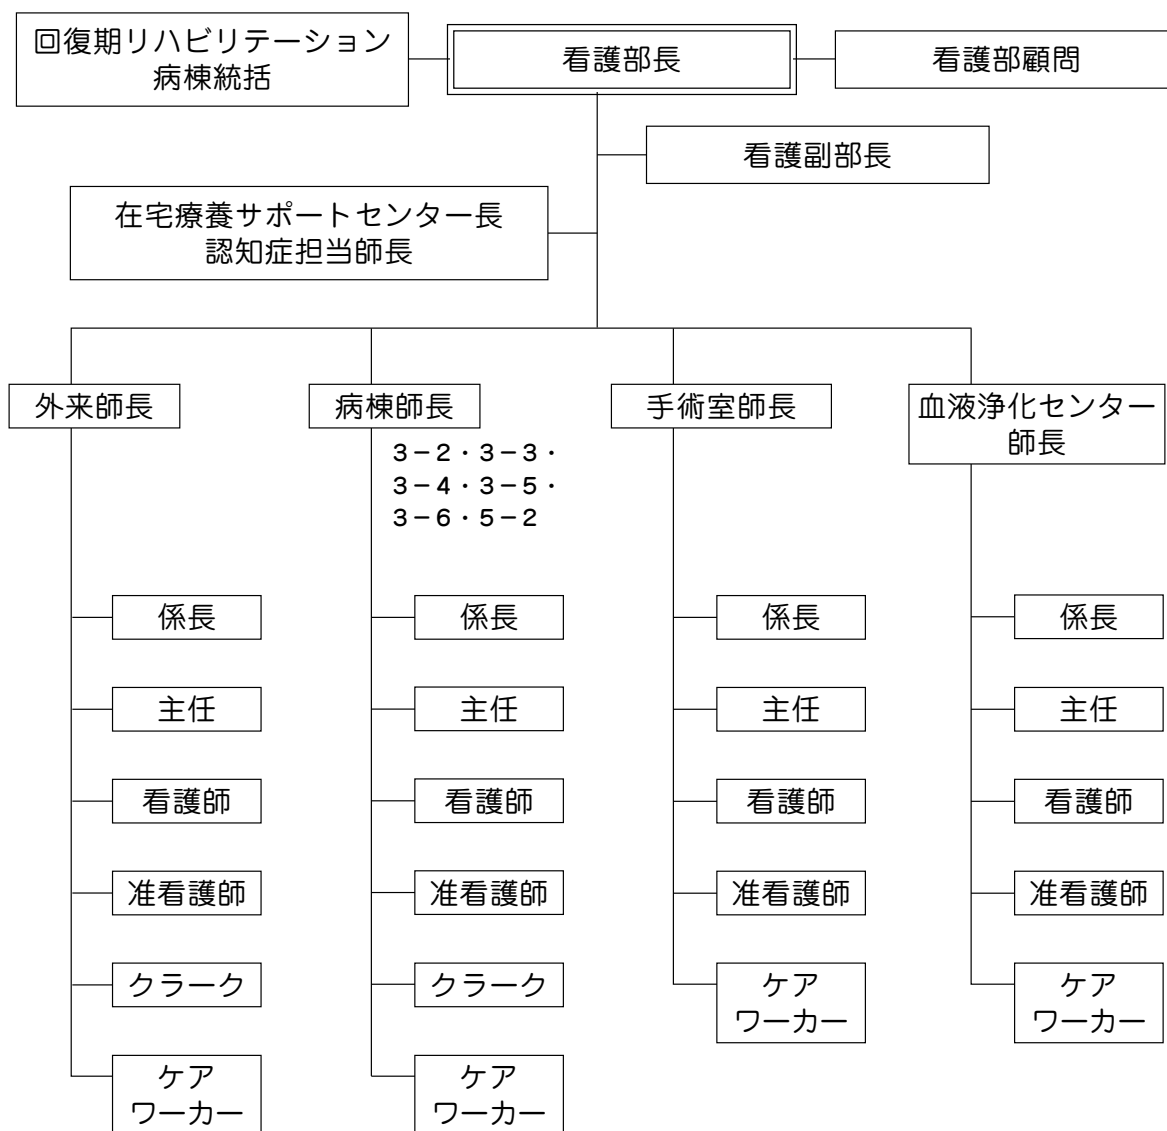 回復期リハビリテーション
病棟統括
看護部長
看護部顧問
看護副部長
在宅療養サポートセンター長
認知症担当師長
外来師長
病棟師長
3－2・3－3・
3－4・3－5・
3－6・5－2
手術室師長
血液浄化センター
師長
係長
主任
看護師
准看護師
クラーク
ケア
ワーカー
係長
主任
看護師
准看護師
クラーク
ケア
ワーカー
係長
主任
看護師
准看護師
ケア
ワーカー
係長
主任
看護師
准看護師
ケア
ワーカー